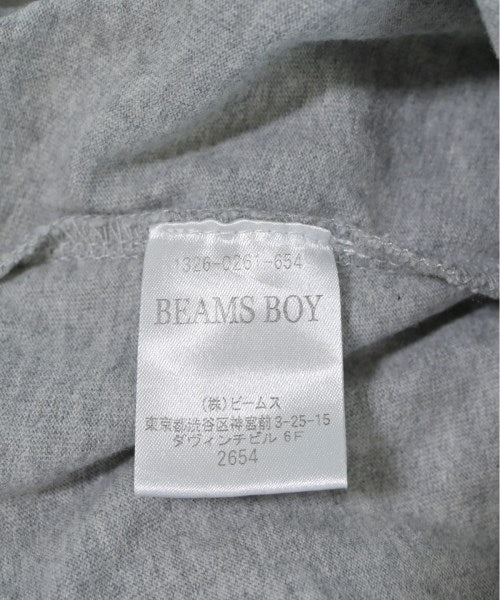 1326-0261-654
BEAMS BOY
(株)ビームス
東京都渋谷区神宮前3-25-15
ダヴィンチビル 6F
2654